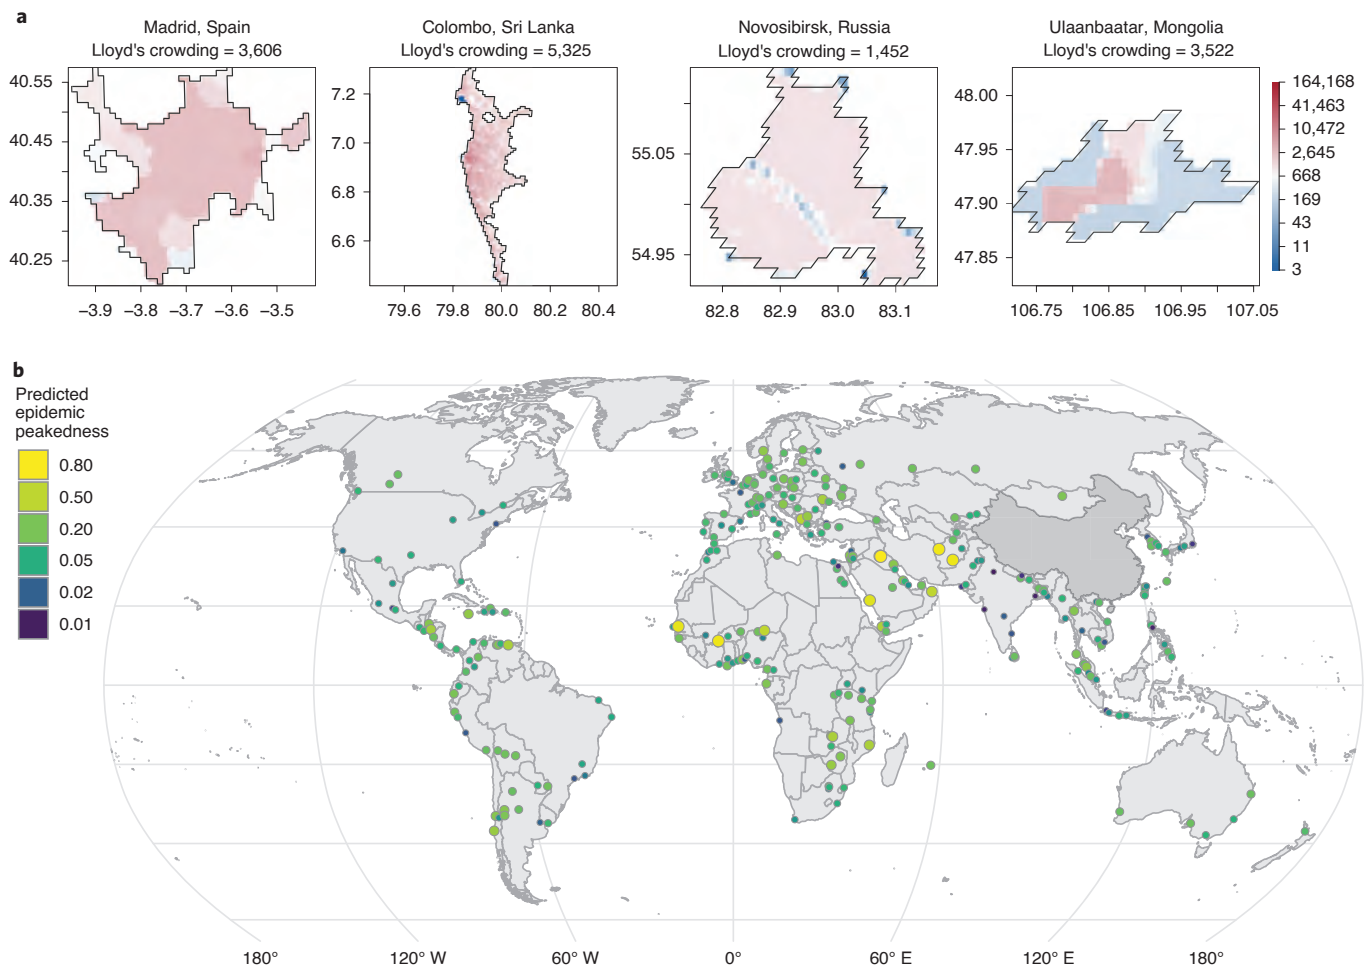 a
Madrid, Spain
Lloyd's crowding = 3,606
40.55
40.45
40.35
40.25
−3.9 −3.8 −3.7 −3.6 −3.5
Colombo, Sri Lanka
Lloyd's crowding = 5,325
7.2
7.0
6.8
6.6
79.6 79.8 80.0 80.2 80.4
Novosibirsk, Russia
Lloyd's crowding = 1,452
55.05
54.95
82.8 82.9 83.0 83.1
Ulaanbaatar, Mongolia
Lloyd's crowding = 3,522
48.00
47.95
47.90
47.85
106.75 106.85 106.95 107.05
164,168
41,463
10,472
2,645
668
169
43
11
3
b
Predicted
epidemic
peakedness
0.80
0.50
0.20
0.05
0.02
0.01
180° 120° W 60° W 0° 60° E 120° E 180°